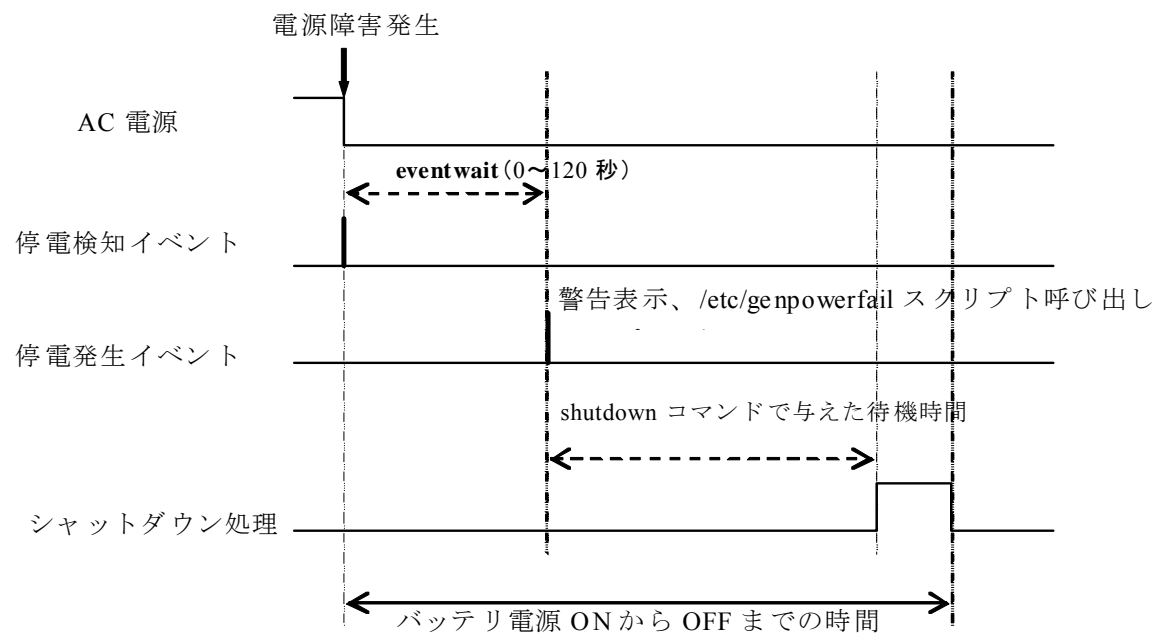 電源障害発生
AC 電源
eventwait（0～120 秒）
停電検知イベント
警告表示、/etc/genpowerfail スクリプト呼び出し
停電発生イベント
shutdown コマンドで与えた待機時間
シャットダウン処理
バッテリ電源 ON から OFF までの時間